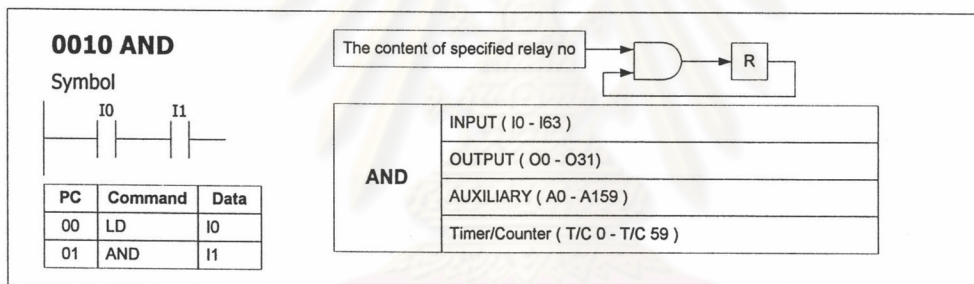 0010 AND
Symbol
I0 I1
PC Command Data
00 LD I0
01 AND I1
The content of specified relay no
R
AND
INPUT ( I0 - I63 )
OUTPUT ( O0 - O31)
AUXILIARY ( A0 - A159 )
Timer/Counter ( T/C 0 - T/C 59 )